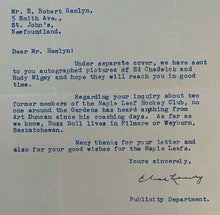 Mr. E. Robert Hamlyn,
5 Smith Ave.,
St. John's,
Newfoundland.
Dear Mr. Hamlyn:
Under separate cover, we have
sent to you autographed pictures of Ed Chadwick and
Rudy Migay and hope they will reach you in good
time.
Regarding your inquiry about two
former members of the Maple Leaf Hockey Club, no
one around the Gardens has heard anything from
Art Duncan since his coaching days. As far as we
know, Buzz Boll lives in Filmore or Weyburn,
Saskatchewan.
Many thanks for your letter and
also for your good wishes for the Maple Leafs.
Yours sincerely,
Publicity Department.